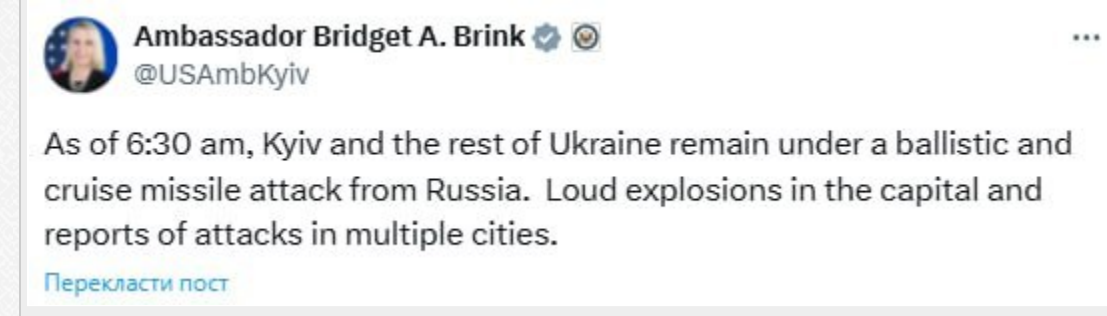 Ambassador Bridget A. Brink
@USAmbKyiv
As of 6:30 am, Kyiv and the rest of Ukraine remain under a ballistic and
cruise missile attack from Russia.  Loud explosions in the capital and
reports of attacks in multiple cities.
Перекласти пост